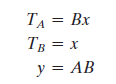 T_A = Bx
T_B = x
y = AB